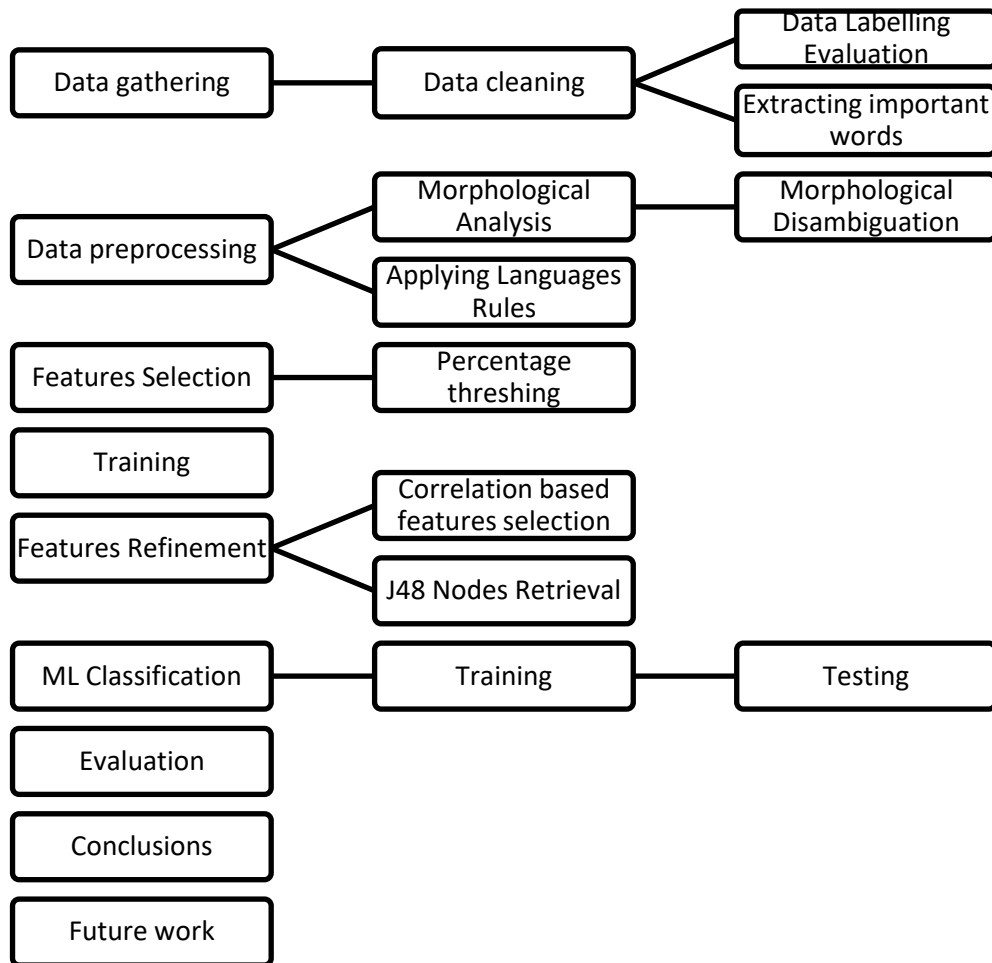 Data gathering
Data cleaning
Data Labelling
Evaluation
Extracting important
words
Data preprocessing
Morphological
Analysis
Morphological
Disambiguation
Applying Languages
Rules
Features Selection
Percentage
threshing
Training
Features Refinement
Correlation based
features selection
J48 Nodes Retrieval
ML Classification
Training
Testing
Evaluation
Conclusions
Future work